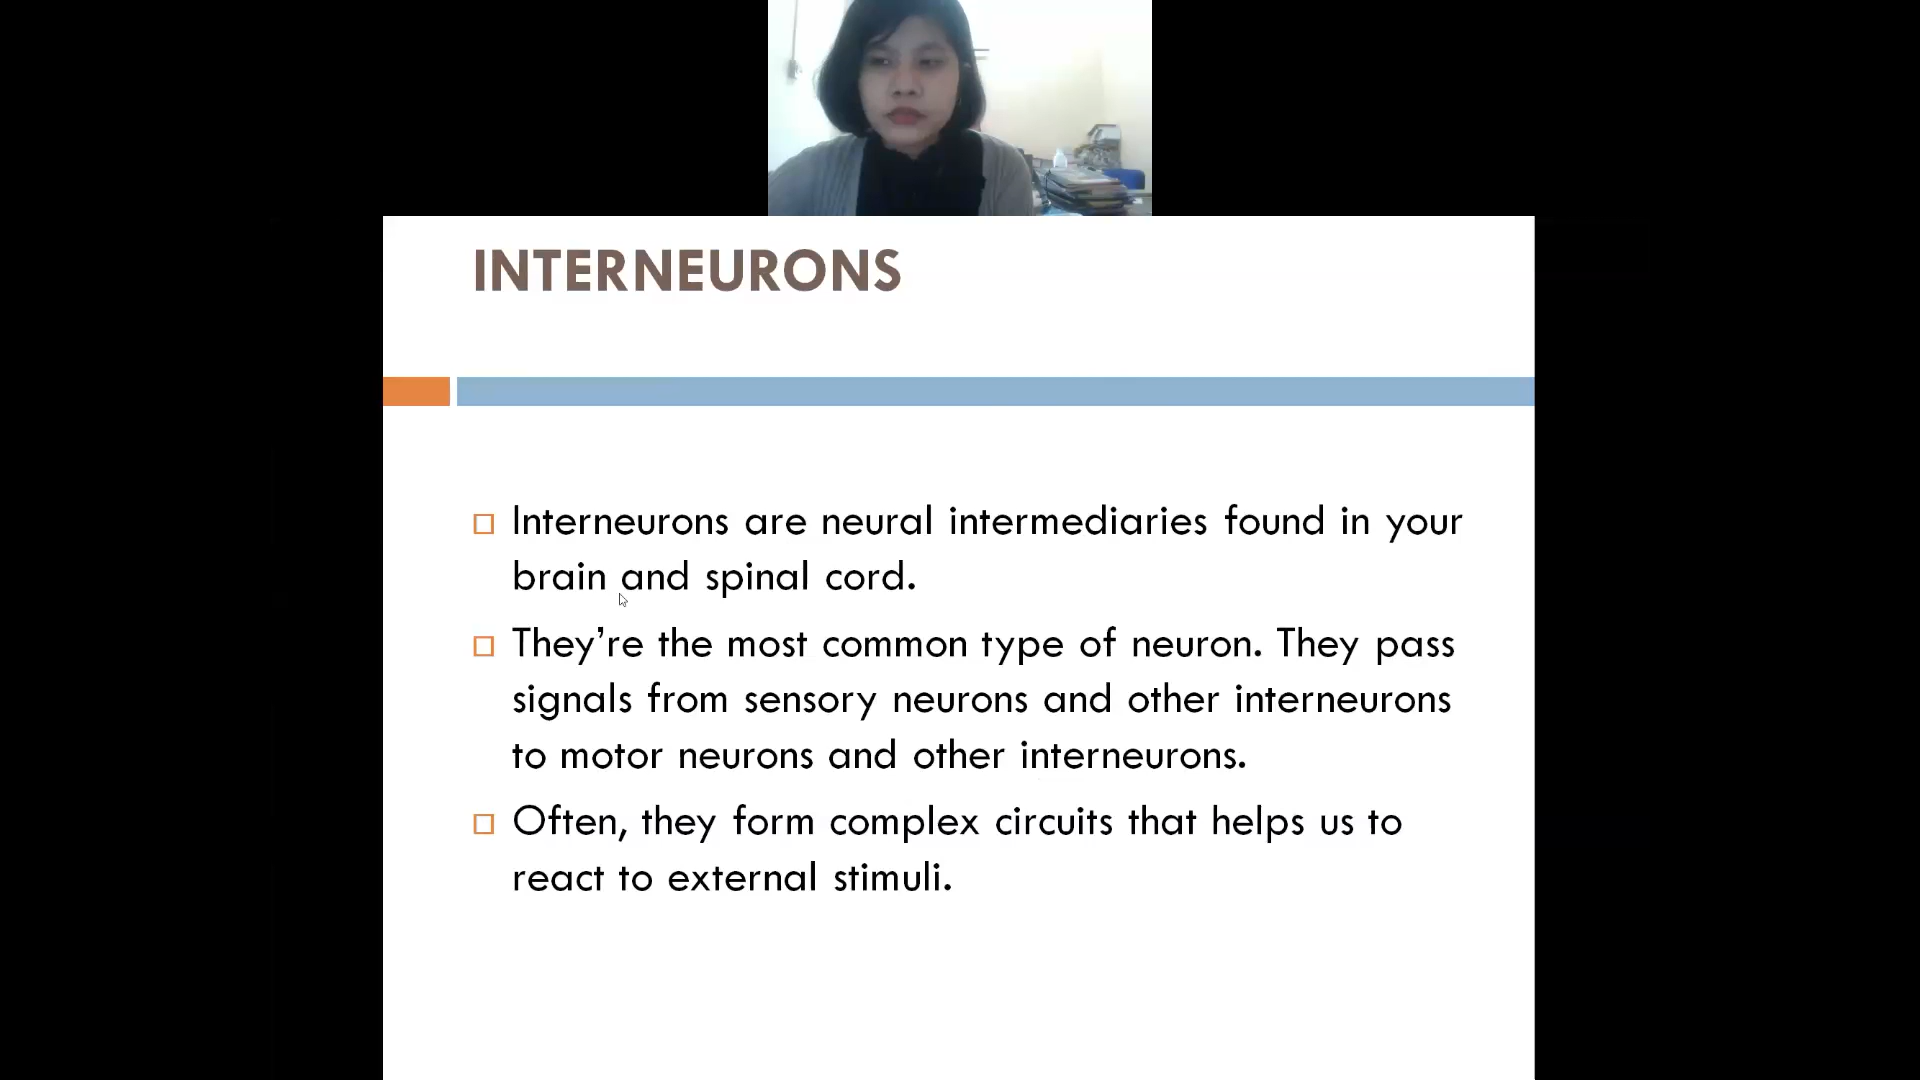 INTERNEURONS
Interneurons are neural intermediaries found in your
brain and spinal cord.
They’re the most common type of neuron. They pass
signals from sensory neurons and other interneurons
to motor neurons and other interneurons.
Often, they form complex circuits that helps us to
react to external stimuli.